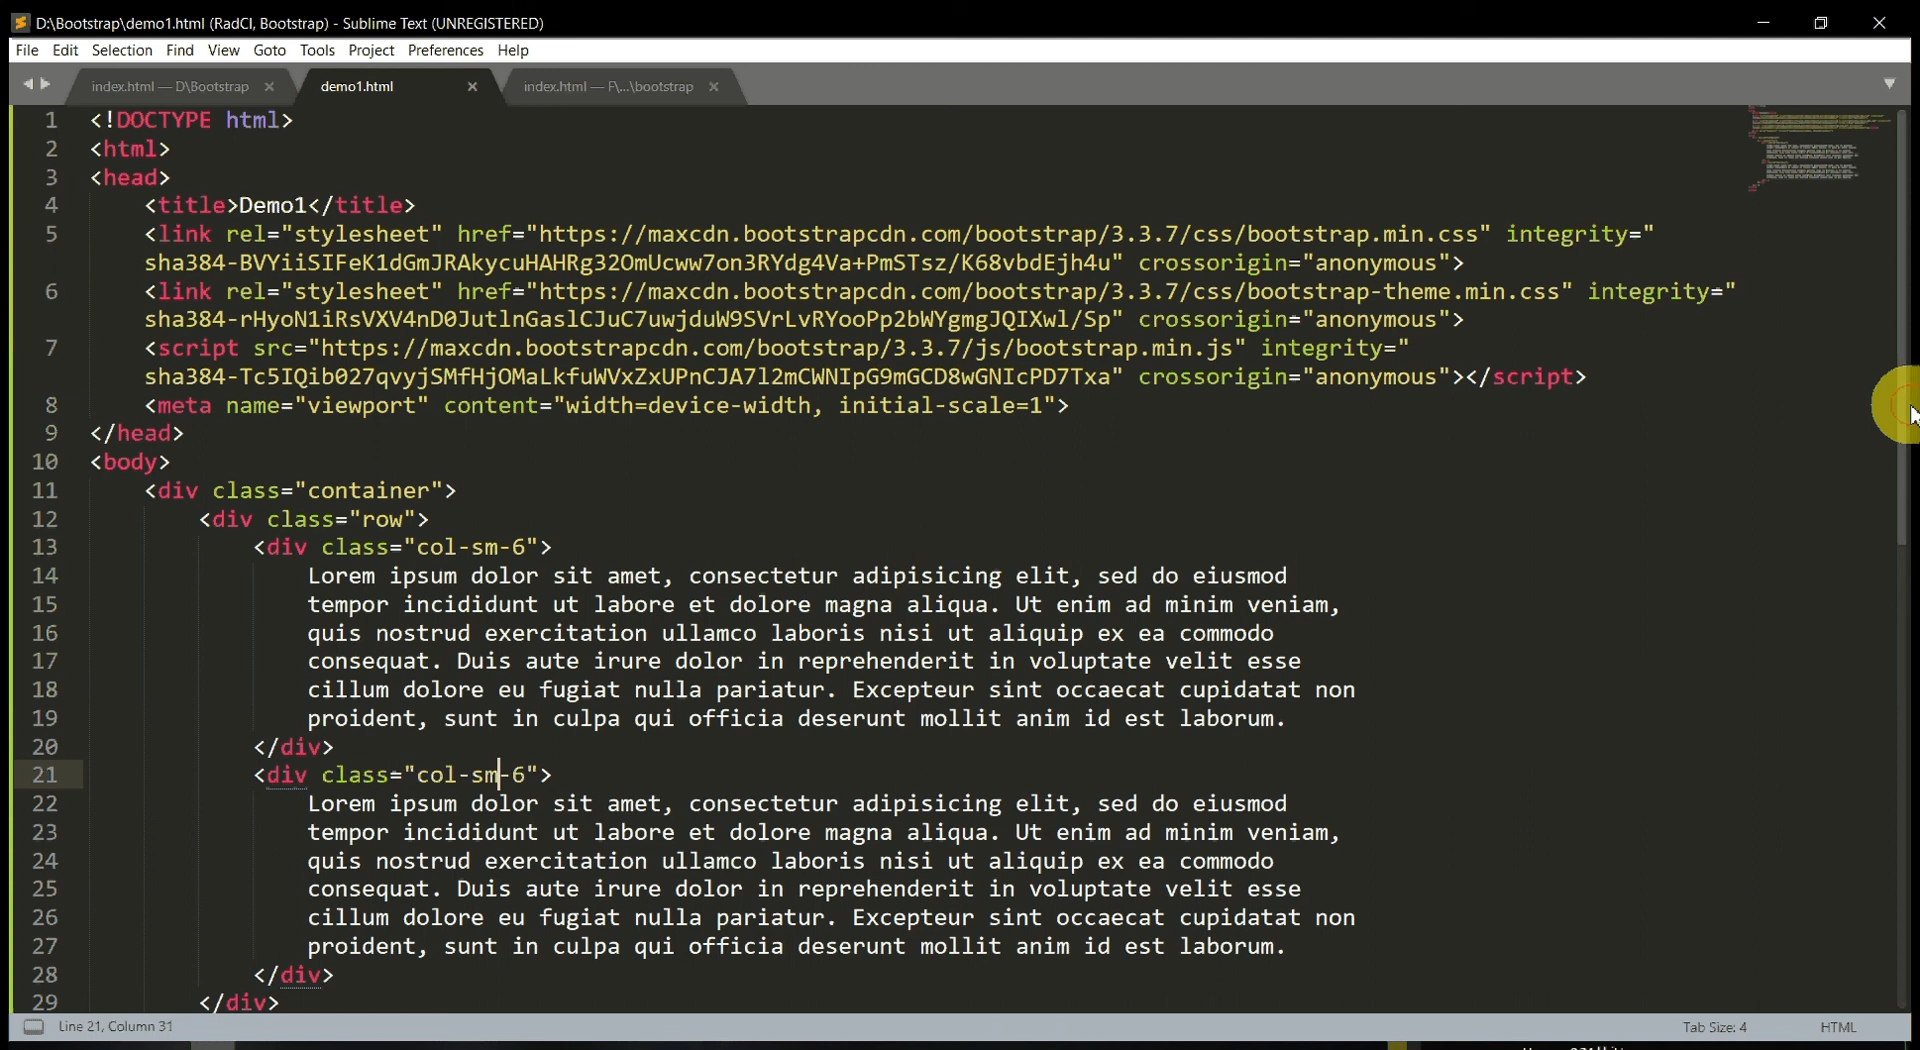 D:\Bootstrap\demo1.html (RadCl, Bootstrap) - Sublime Text (UNREGISTERED)
File Edit Selection Find View Goto Tools Project Preferences Help
index.html — D\Bootstrap × demo1.html × index.html — F\...\bootstrap ×
1 <!DOCTYPE html>
2 <html>
3 <head>
4 <title>Demo1</title>
5 <link rel="stylesheet" href="https://maxcdn.bootstrapcdn.com/bootstrap/3.3.7/css/bootstrap.min.css" integrity="
sha384-BVYiiSIFeK1dGmJRAkycuHAHRg32OmUcww7on3RYdg4Va+PmSTsz/K68vbdEjh4u" crossorigin="anonymous">
6 <link rel="stylesheet" href="https://maxcdn.bootstrapcdn.com/bootstrap/3.3.7/css/bootstrap-theme.min.css" integrity="
sha384-rHyoN1iRsVXV4nD0JutlnGaslCJuC7uwjduW9SVrLvRYooPp2bWYgmgJQIXwl/Sp" crossorigin="anonymous">
7 <script src="https://maxcdn.bootstrapcdn.com/bootstrap/3.3.7/js/bootstrap.min.js" integrity="
sha384-Tc5IQib027qvyjSMfHjOMaLkfuWVxZxUPnCJA7l2mCWNIpG9mGCD8wGNIcPD7Txa" crossorigin="anonymous"></script>
8 <meta name="viewport" content="width=device-width, initial-scale=1">
9 </head>
10 <body>
11 <div class="container">
12 <div class="row">
13 <div class="col-sm-6">
14 Lorem ipsum dolor sit amet, consectetur adipisicing elit, sed do eiusmod
15 tempor incididunt ut labore et dolore magna aliqua. Ut enim ad minim veniam,
16 quis nostrud exercitation ullamco laboris nisi ut aliquip ex ea commodo
17 consequat. Duis aute irure dolor in reprehenderit in voluptate velit esse
18 cillum dolore eu fugiat nulla pariatur. Excepteur sint occaecat cupidatat non
19 proident, sunt in culpa qui officia deserunt mollit anim id est laborum.
20 </div>
21 <div class="col-sm-6">
22 Lorem ipsum dolor sit amet, consectetur adipisicing elit, sed do eiusmod
23 tempor incididunt ut labore et dolore magna aliqua. Ut enim ad minim veniam,
24 quis nostrud exercitation ullamco laboris nisi ut aliquip ex ea commodo
25 consequat. Duis aute irure dolor in reprehenderit in voluptate velit esse
26 cillum dolore eu fugiat nulla pariatur. Excepteur sint occaecat cupidatat non
27 proident, sunt in culpa qui officia deserunt mollit anim id est laborum.
28 </div>
29 </div>
Line 21, Column 31 Tab Size: 4 HTML